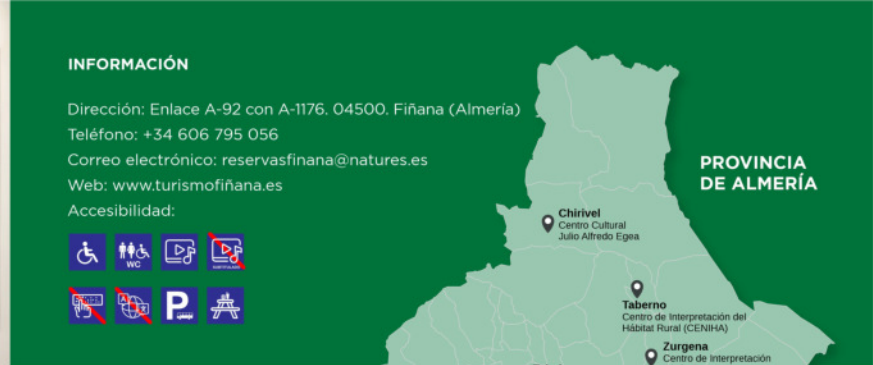 INFORMACIÓN
Dirección: Enlace A-92 con A-1176. 04500. Fiñana (Almería)
Teléfono: +34 606 795 056
Correo electrónico: reservasfinana@natures.es
Web: www.turismofiñana.es
Accesibilidad:
WC
P
PROVINCIA
DE ALMERÍA
Chirivel
Centro Cultural
Julio Alfredo Egea
Taberno
Centro de Interpretación del
Hábitat Rural (CENIHA)
Zurgena
Centro de Interpretación